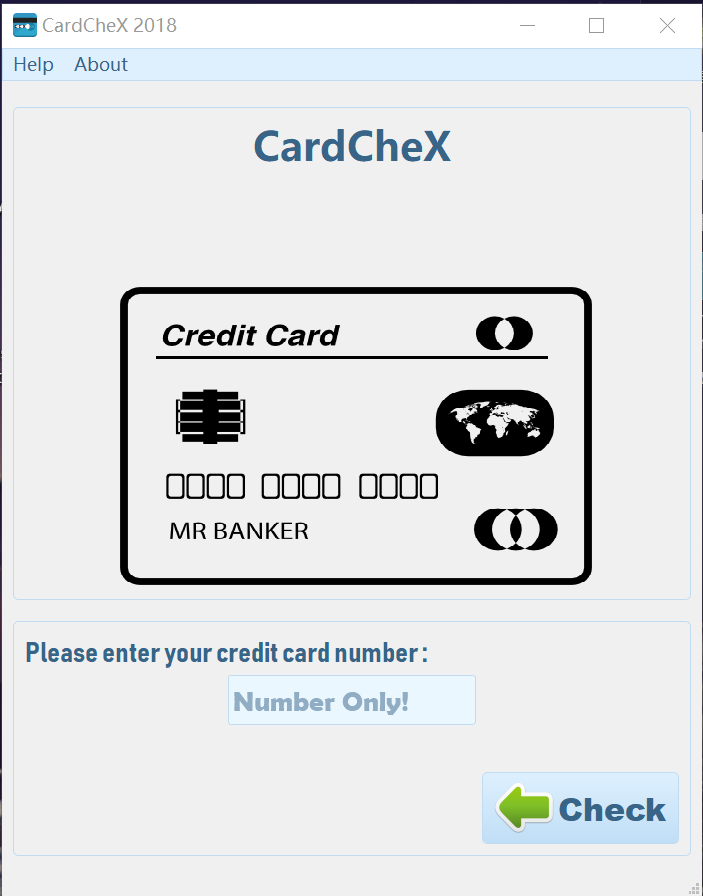 CardCheX 2018
Help About
CardCheX
Credit Card
MR BANKER
Please enter your credit card number :
Number Only!
Check